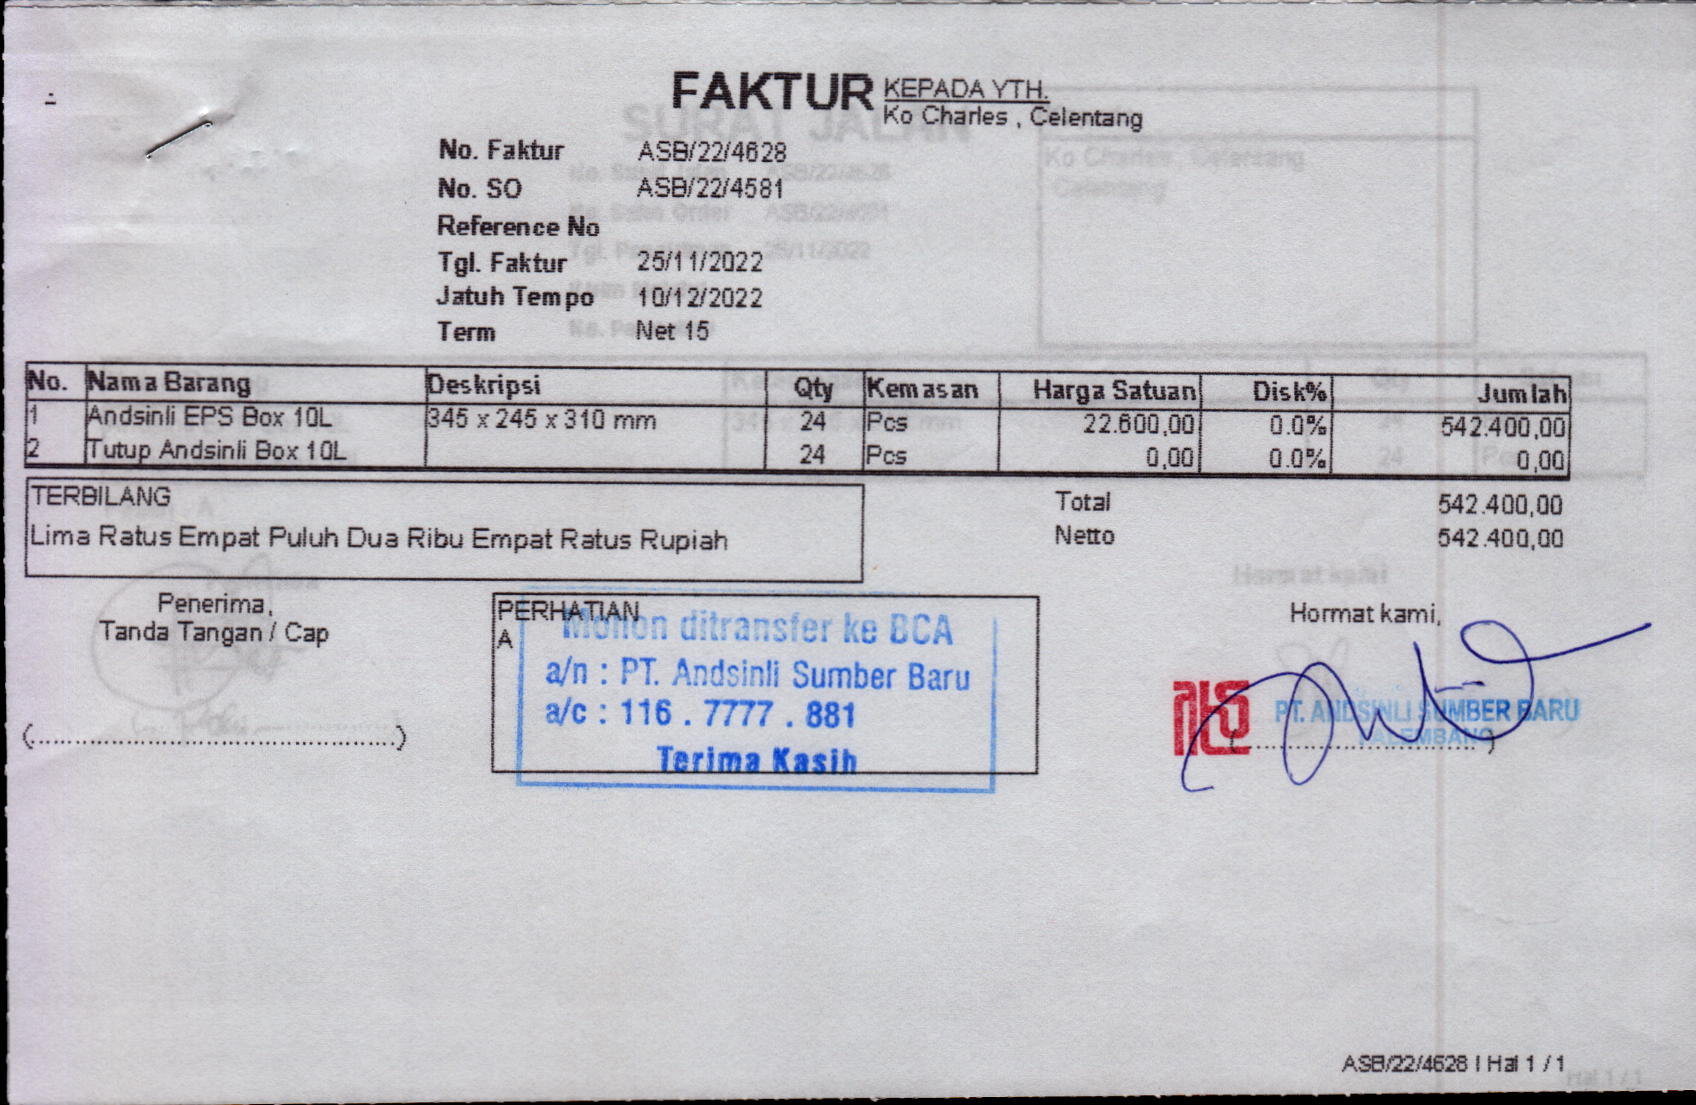 FAKTUR KEPADA YTH.
Ko Charles , Celentang
No. Faktur ASB/22/4628
No. SO ASB/22/4581
Reference No
Tgl. Faktur 25/11/2022
Jatuh Tempo 10/12/2022
Term Net 15
No. Nama Barang Deskripsi Qty Kemasan Harga Satuan Disk% Jumlah
1 Andsinli EPS Box 10L 345 x 245 x 310 mm 24 Pcs 22.600,00 0.0% 542.400,00
2 Tutup Andsinli Box 10L 24 Pcs 0,00 0.0% 0,00
TERBILANG
Lima Ratus Empat Puluh Dua Ribu Empat Ratus Rupiah
Total 542.400,00
Netto 542.400,00
Penerima,
Tanda Tangan / Cap
(..........................................................)
PERHATIAN
A
Mohon ditransfer ke BCA
a/n : PT. Andsinli Sumber Baru
a/c : 116 . 7777 . 881
Terima Kasih
Hormat kami,
PT. ANDSINLI SUMBER BARU
PALEMBANG
ASB/22/4628 | Hal 1 / 1